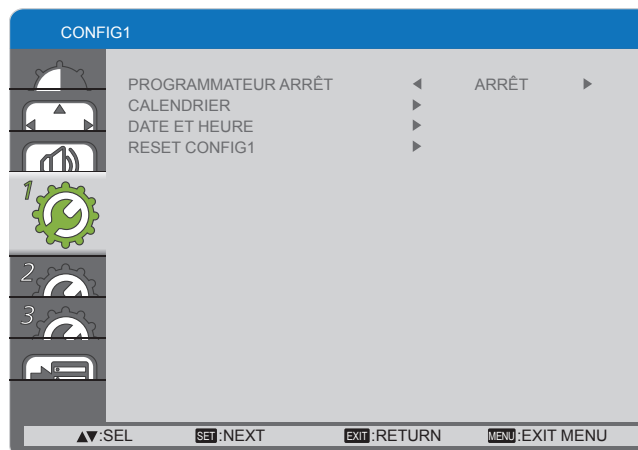 CONFIG1
PROGRAMMATEUR ARRÊT ARRÊT
CALENDRIER
DATE ET HEURE
RESET CONFIG1
1
2
3
▲▼:SEL SET:NEXT EXIT:RETURN MENU:EXIT MENU